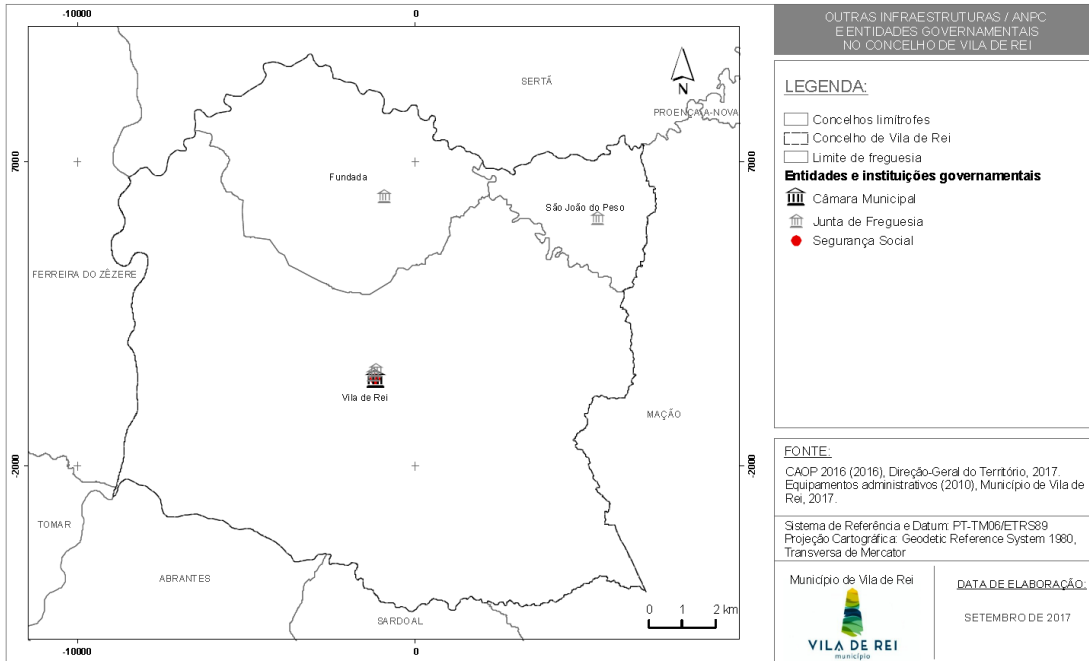 -10000
0
OUTRAS INFRAESTRUTURAS / ANPC
E ENTIDADES GOVERNAMENTAIS
NO CONCELHO DE VILA DE REI
SERTÃ
N
PROENÇA-A-NOVA
7000
7000
Fundada
São João do Peso
FERREIRA DO ZÊZERE
Vila de Rei
MAÇÃO
-2000
-2000
TOMAR
ABRANTES
SARDOAL
0 1 2 km
-10000
0
LEGENDA:
Concelhos limítrofes
Concelho de Vila de Rei
Limite de freguesia
Entidades e instituições governamentais
Câmara Municipal
Junta de Freguesia
Segurança Social
FONTE:
CAOP 2016 (2016), Direção-Geral do Território, 2017.
Equipamentos administrativos (2010), Município de Vila de
Rei, 2017.
Sistema de Referência e Datum: PT-TM06/ETRS89
Projeção Cartográfica: Geodetic Reference System 1980,
Transversa de Mercator
Município de Vila de Rei
VILA DE REI
município
DATA DE ELABORAÇÃO:
SETEMBRO DE 2017